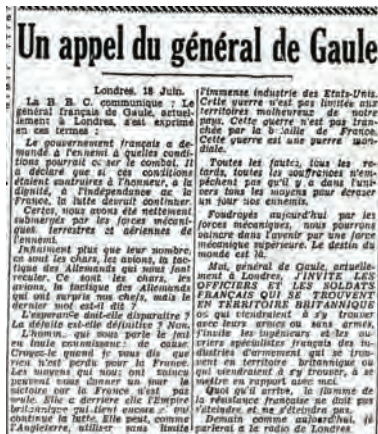 Un appel du général de Gaule
Londres, 18 Juin.
La B. B. C. communique : Le
général français de Gaule, actuel-
lement à Londres, s'est exprimé
en ces termes :
Le gouvernement français a de-
mandé à l'ennemi à quelles conditions
pourrait cesser le combat. Il
a déclaré que si ces conditions
étaient contraires à l'honneur, à la
dignité, à l'indépendance de la
France, la lutte devrait continuer.
Certes, nous avons été nettement
submergés par les forces mécani-
ques terrestres et aériennes de
l'ennemi.
Infiniment plus que leur nombre,
ce sont les chars, les avions, la tac-
tique des Allemands qui nous font
reculer. Ce sont les chars, les
avions, la tactique des Allemands
qui ont surpris nos chefs, mais le
dernier mot est-il dit ?
L'espérance doit-elle disparaître ?
La défaite est-elle définitive ? Non.
L'homme qui vous parle le fait
en toute connaissance de cause.
Croyez-le quand je vous dis que
rien n'est perdu pour la France.
Les moyens qui nous ont vaincus
peuvent nous donner un jour la
victoire car la France n'est pas
seule. Elle a derrière elle l'Empire
britannique qui tient encore et qui
continue la lutte. Elle peut, comme
l'Angleterre, utiliser sans limite
l'immense industrie des Etats-Unis.
Cette guerre n'est pas limitée aux
territoires malheureux de notre
pays. Cette guerre n'est pas tran-
chée par la bataille de France.
Cette guerre est une guerre mon-
diale.
Toutes les fautes, tous les re-
tards, toutes les souffrances n'em-
pêchent pas qu'il y a dans l'uni-
vers tous les moyens pour écraser
un jour nos ennemis.
Foudroyés aujourd'hui par les
forces mécaniques, nous pourrons
vaincre dans l'avenir par une force
mécanique supérieure. Le destin du
monde est là.
Moi, général de Gaule, actuelle-
ment à Londres, J'INVITE LES
OFFICIERS ET LES SOLDATS
FRANÇAIS QUI SE TROUVENT
EN TERRITOIRE BRITANNIQUE
ou qui viendraient à s'y trouver
avec leurs armes ou sans armes,
j'invite les ingénieurs et les ou-
vriers spécialistes français des in-
dustries d'armement qui se trou-
vent en territoire britannique ou
qui viendraient à s'y trouver, à se
mettre en rapport avec moi.
Quoi qu'il arrive, la flamme de
la résistance française ne doit pas
s'éteindre et ne s'éteindra pas.
Demain comme aujourd'hui, je
parlerai à la radio de Londres.